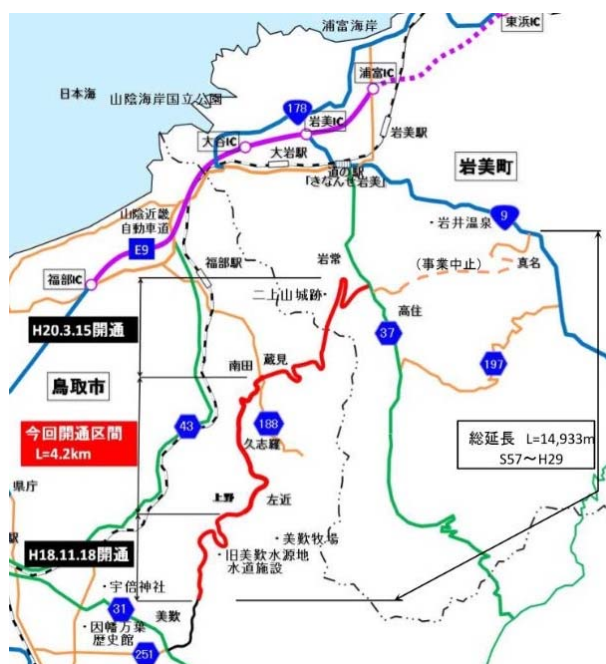 浦富海岸
東浜IC
日本海
山陰海岸国立公園
浦富IC
178
岩美IC
岩美駅
大谷IC
大岩駅
道の駅
「きなんせ岩美」
岩美町
9
山陰近畿
自動車道
・岩井温泉
E9
福部駅
岩常
(事業中止)
真名
福部IC
二上山城跡・
H20.3.15開通
高住
37
蔵見
南田
197
鳥取市
今回開通区間
L=4.2km
43
188
久志羅
総延長 L=14,933m
S57～H29
県庁
上野
左近
駅
・美歎牧場
H18.11.18開通
・旧美歎水源地
水道施設
・宇倍神社
31
美歎
・因幡万葉
歴史館
251